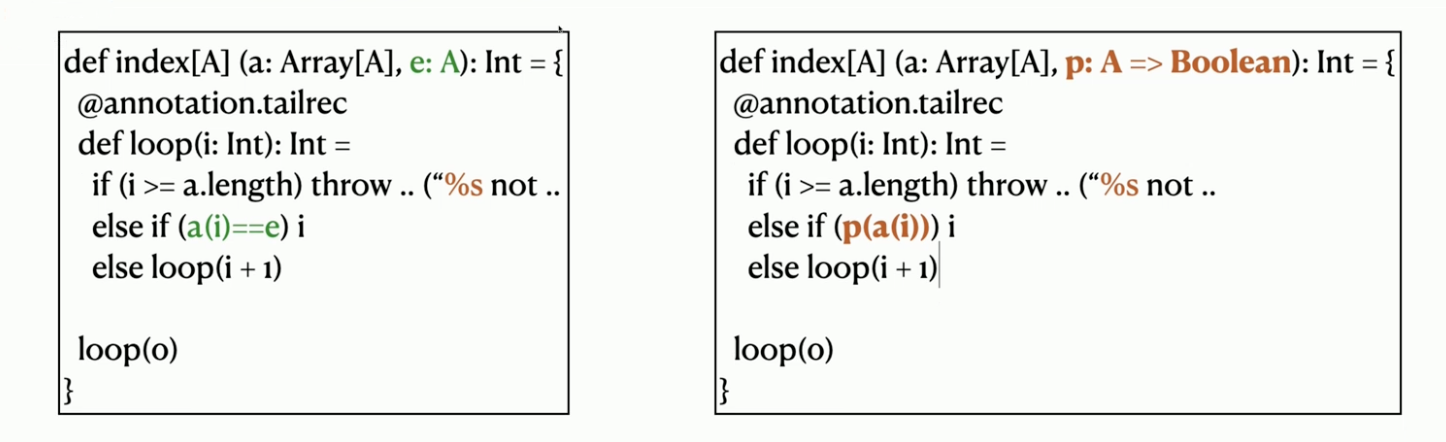 def index[A] (a: Array[A], e: A): Int = {
@annotation.tailrec
def loop(i: Int): Int =
if (i >= a.length) throw .. (“%s not ..
else if (a(i)==e) i
else loop(i + 1)
loop(0)
}
def index[A] (a: Array[A], p: A => Boolean): Int = {
@annotation.tailrec
def loop(i: Int): Int =
if (i >= a.length) throw .. (“%s not ..
else if (p(a(i))) i
else loop(i + 1)
loop(0)
}